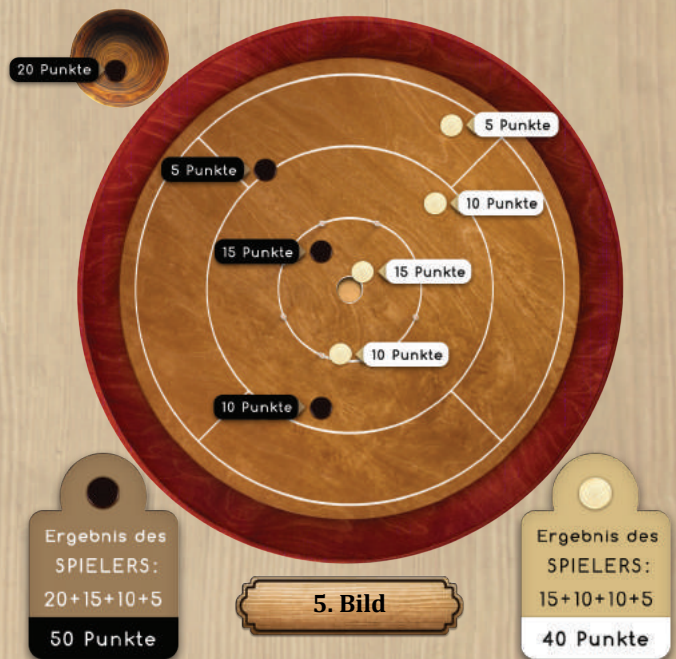 20 Punkte
5 Punkte
5 Punkte
10 Punkte
15 Punkte
15 Punkte
10 Punkte
10 Punkte
Ergebnis des
SPIELERS:
20+15+10+5
50 Punkte
5. Bild
Ergebnis des
SPIELERS:
15+10+10+5
40 Punkte